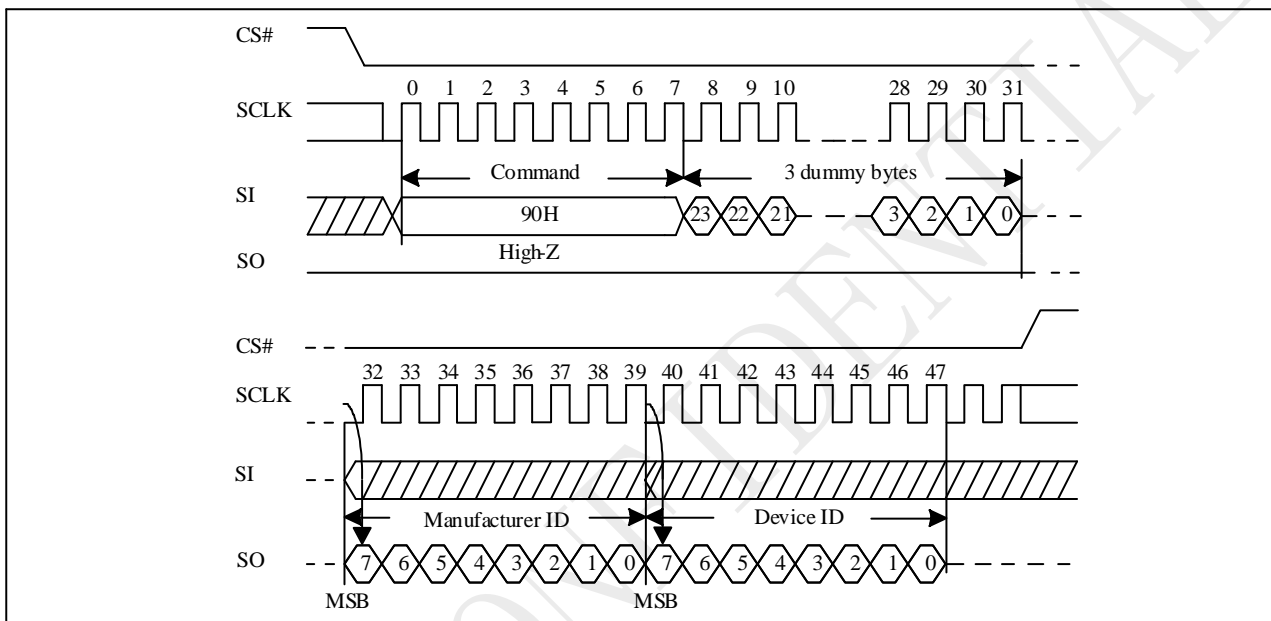 CS#
0 1 2 3 4 5 6 7 8 9 10 28 29 30 31
SCLK
Command 3 dummy bytes
SI
90H 23 22 21 3 2 1 0
High-Z
SO
CS#
32 33 34 35 36 37 38 39 40 41 42 43 44 45 46 47
SCLK
SI
Manufacturer ID Device ID
SO 7 6 5 4 3 2 1 0 7 6 5 4 3 2 1 0
MSB MSB